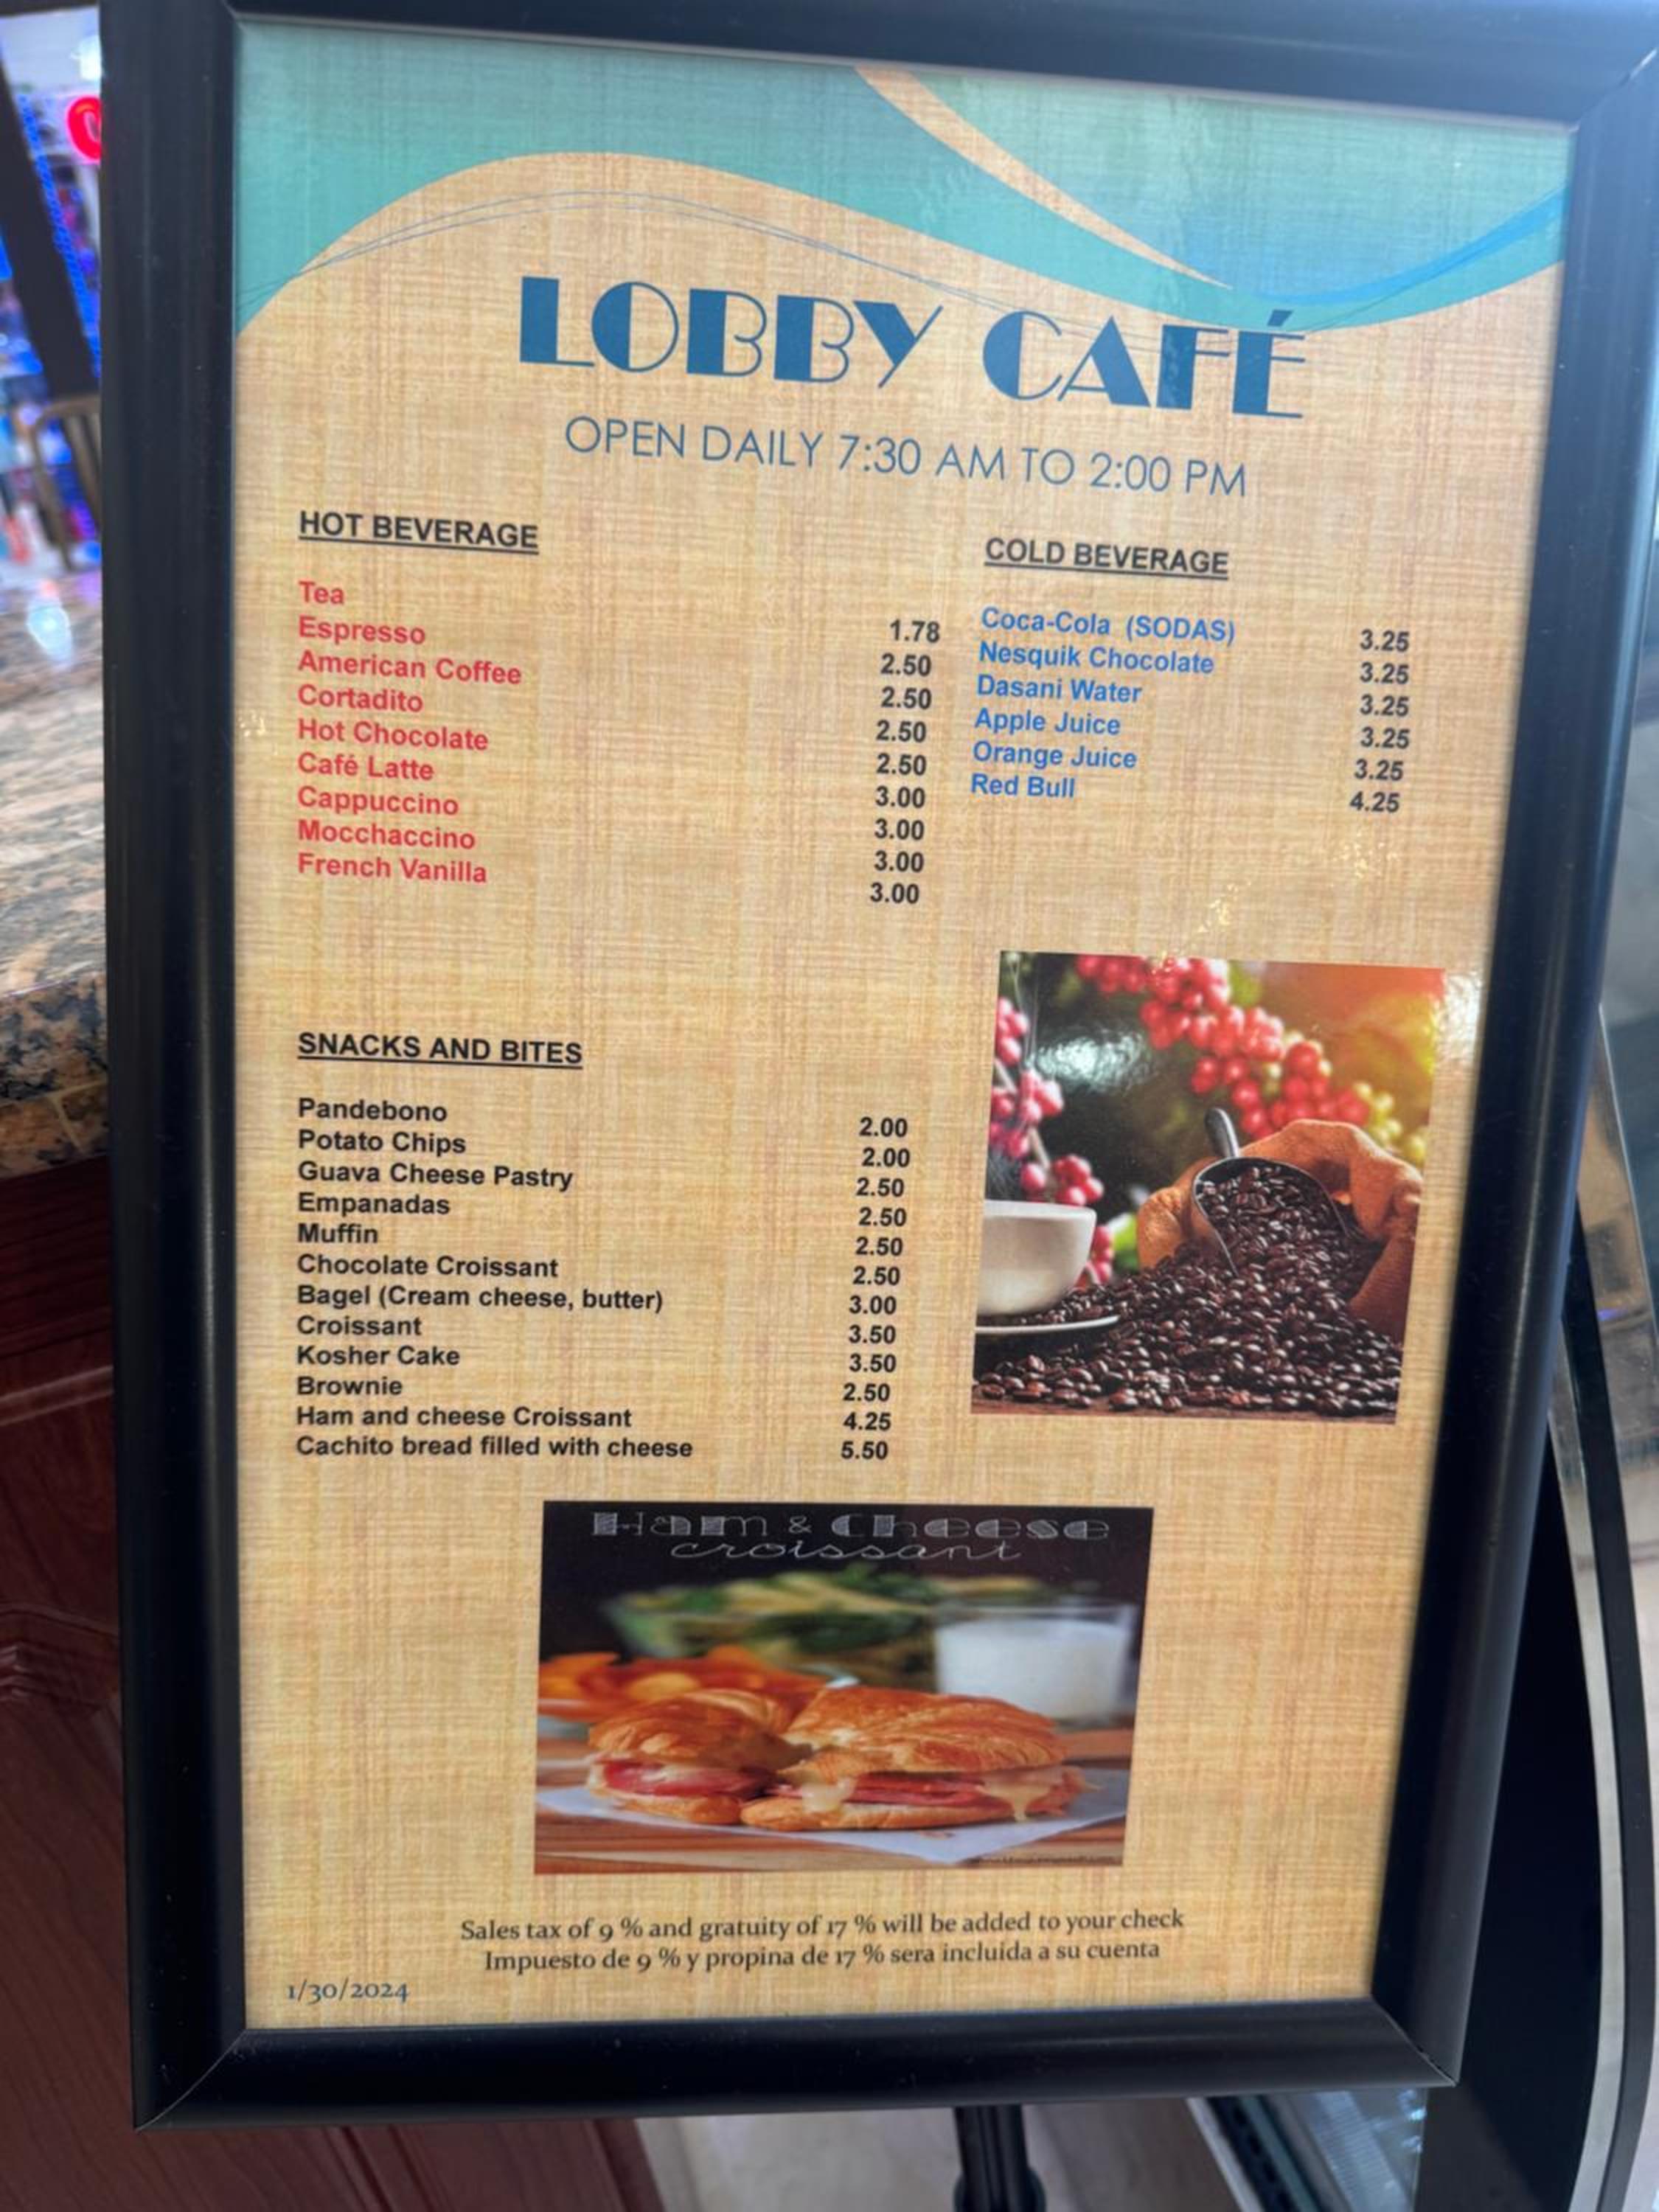 LOBBY CAFÉ
OPEN DAILY 7:30 AM TO 2:00 PM
HOT BEVERAGE
Tea 1.78
Espresso 2.50
American Coffee 2.50
Cortadito 2.50
Hot Chocolate 2.50
Café Latte 3.00
Cappuccino 3.00
Mocchaccino 3.00
French Vanilla 3.00
COLD BEVERAGE
Coca-Cola (SODAS) 3.25
Nesquik Chocolate 3.25
Dasani Water 3.25
Apple Juice 3.25
Orange Juice 3.25
Red Bull 4.25
SNACKS AND BITES
Pandebono 2.00
Potato Chips 2.00
Guava Cheese Pastry 2.50
Empanadas 2.50
Muffin 2.50
Chocolate Croissant 2.50
Bagel (Cream cheese, butter) 3.00
Croissant 3.50
Kosher Cake 3.50
Brownie 2.50
Ham and cheese Croissant 4.25
Cachito bread filled with cheese 5.50
Ham & Cheese
croissant
Sales tax of 9 % and gratuity of 17 % will be added to your check
Impuesto de 9 % y propina de 17 % sera incluida a su cuenta
1/30/2024